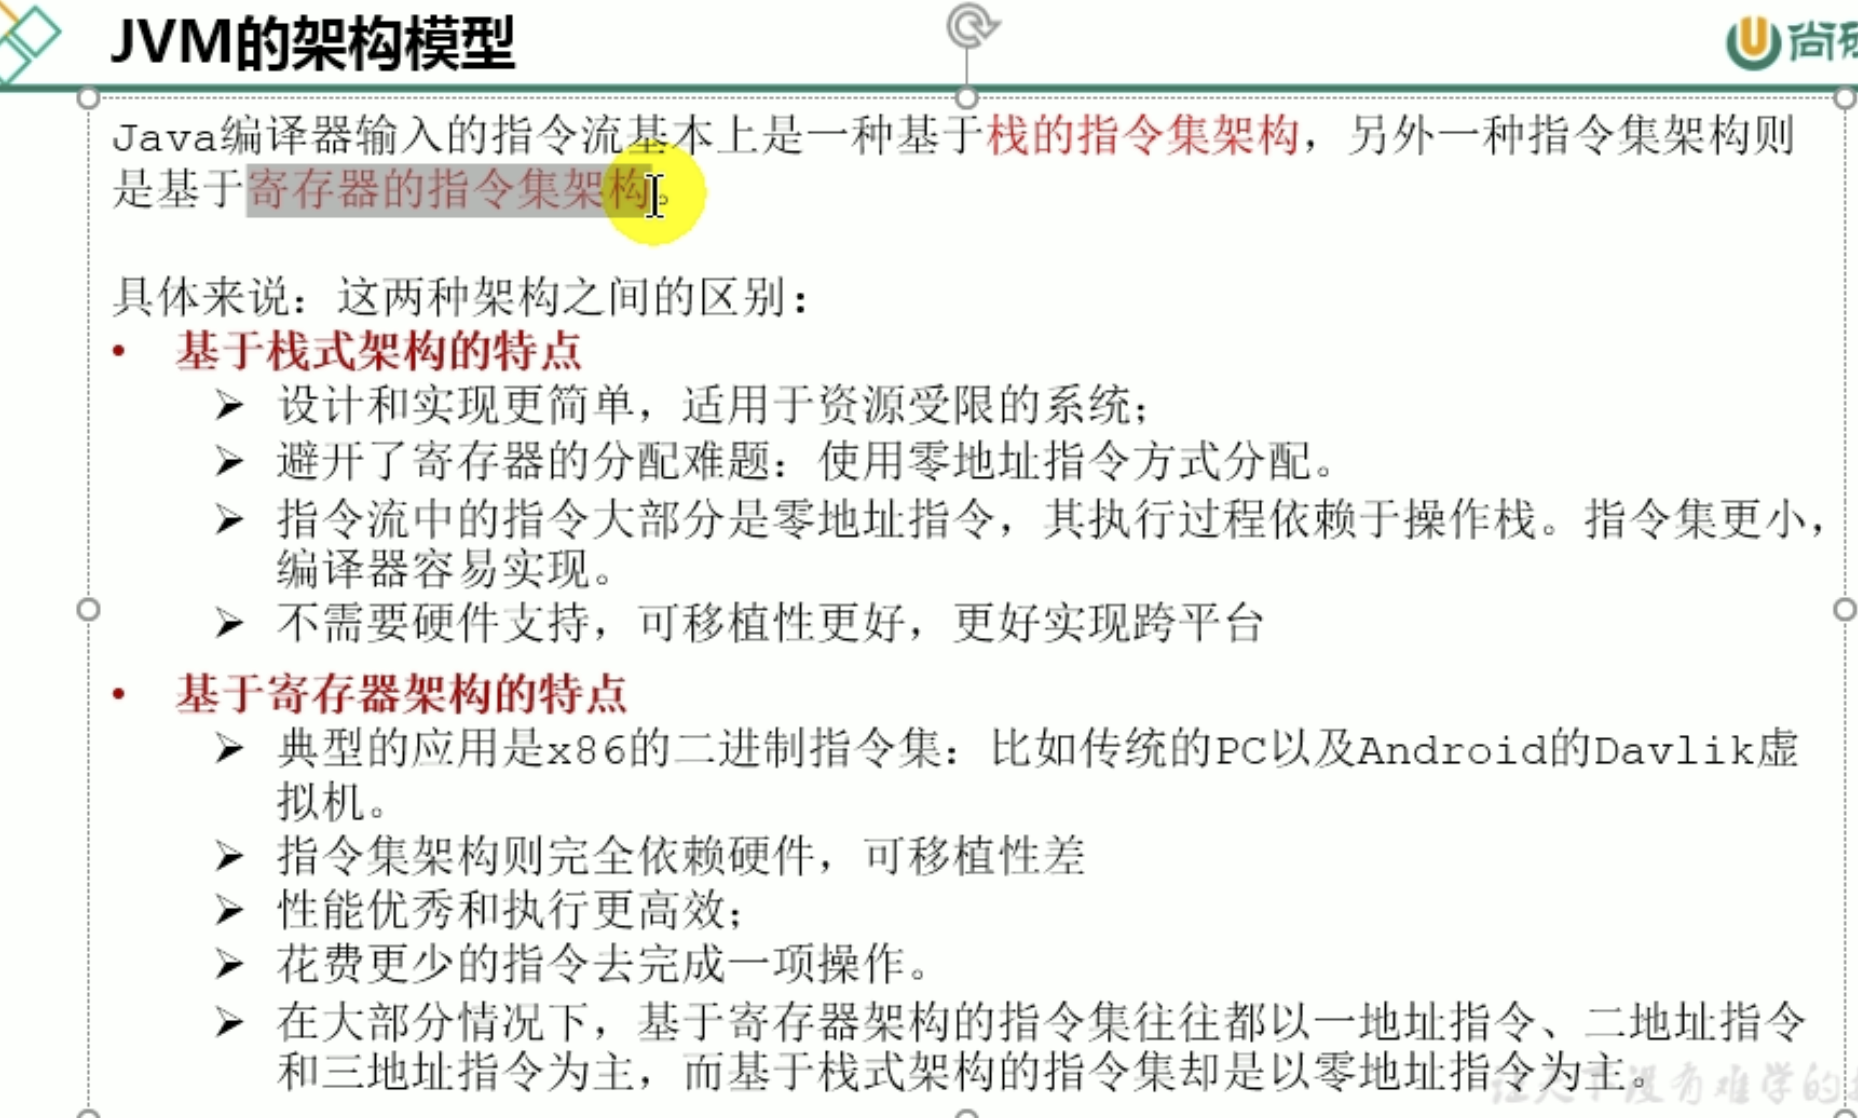 JVM的架构模型
尚
Java编译器输入的指令流基本上是一种基于栈的指令集架构，另外一种指令集架构则
是基于寄存器的指令集架构。
具体来说：这两种架构之间的区别：
• 基于栈式架构的特点
➢ 设计和实现更简单，适用于资源受限的系统；
➢ 避开了寄存器的分配难题：使用零地址指令方式分配。
➢ 指令流中的指令大部分是零地址指令，其执行过程依赖于操作栈。指令集更小，
编译器容易实现。
➢ 不需要硬件支持，可移植性更好，更好实现跨平台
• 基于寄存器架构的特点
➢ 典型的应用是x86的二进制指令集：比如传统的PC以及Android的Davlik虚
拟机。
➢ 指令集架构则完全依赖硬件，可移植性差
➢ 性能优秀和执行更高效；
➢ 花费更少的指令去完成一项操作。
➢ 在大部分情况下，基于寄存器架构的指令集往往都以一地址指令、二地址指令
和三地址指令为主，而基于栈式架构的指令集却是以零地址指令为主。
没有难学的